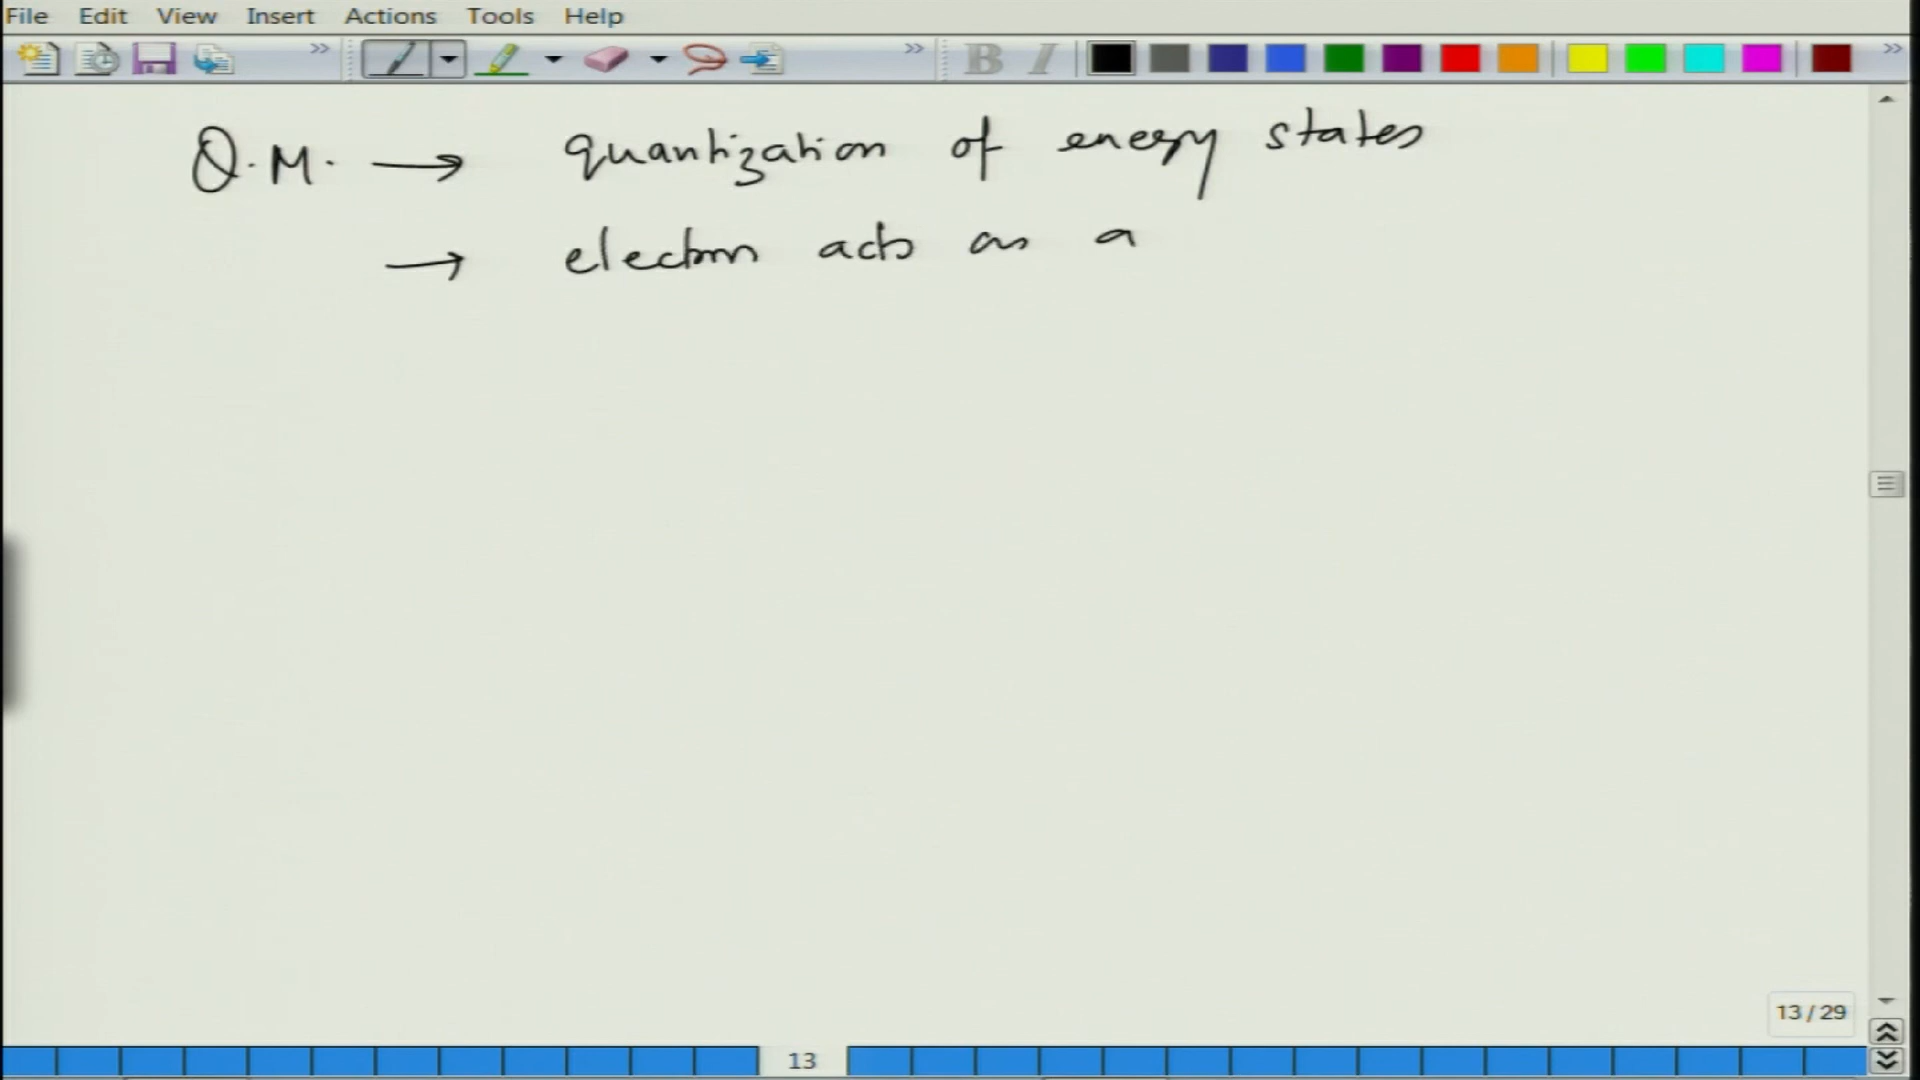 File Edit View Insert Actions Tools Help
B I
Q.M. → quantization of energy states
→ electron acts as a
13 / 29
13